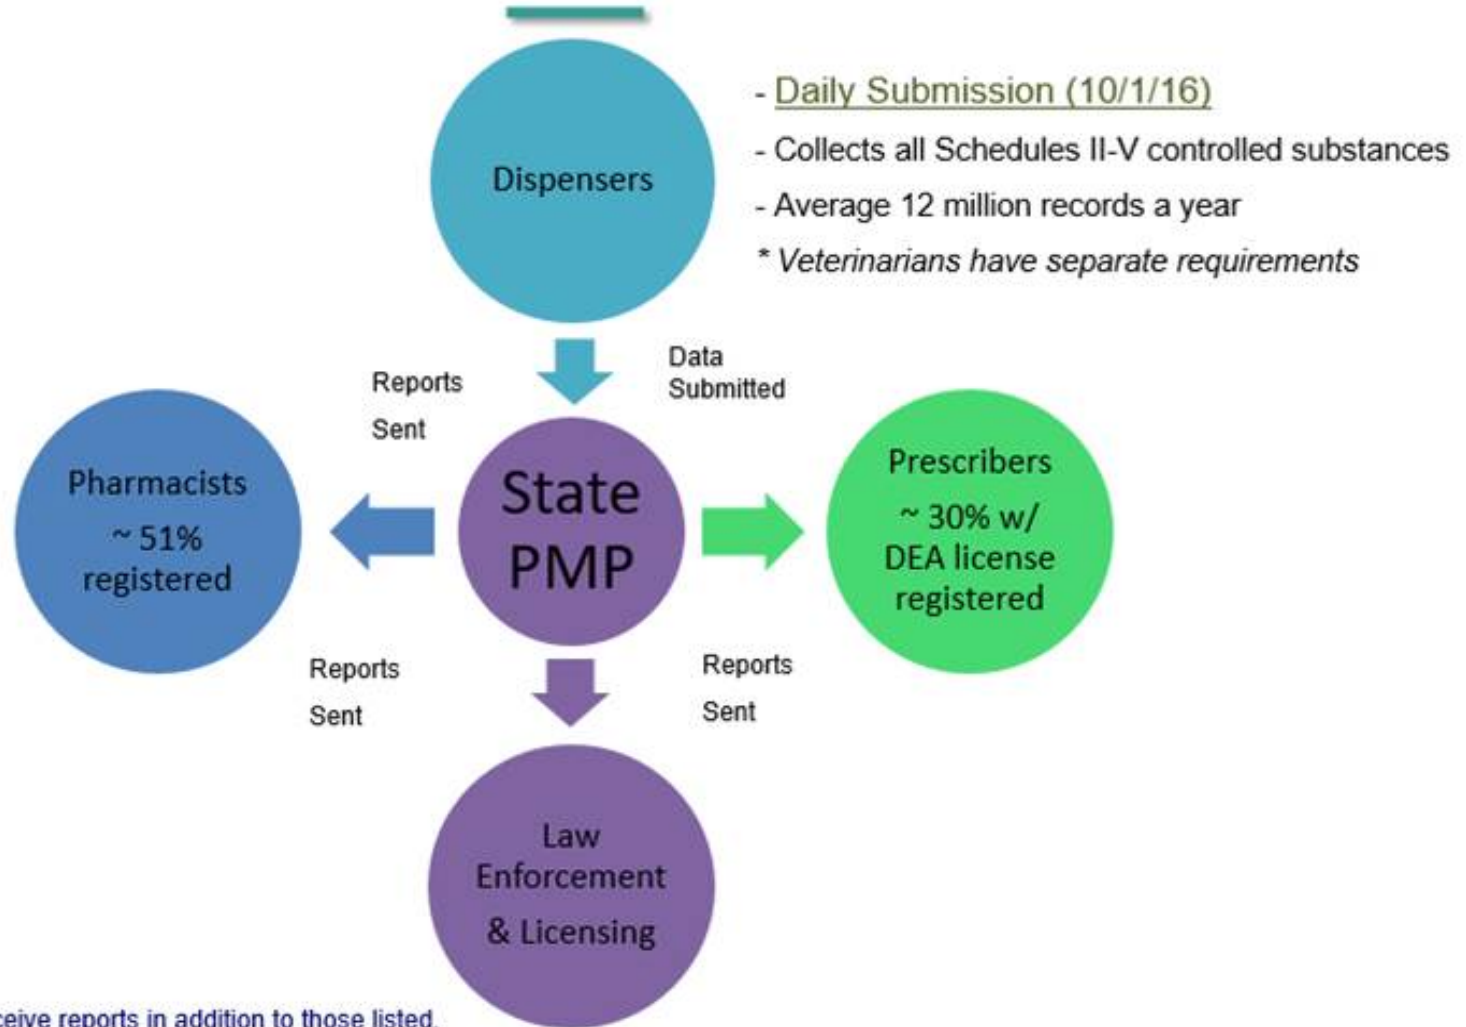 Dispensers
- Daily Submission (10/1/16)
- Collects all Schedules II-V controlled substances
- Average 12 million records a year
* Veterinarians have separate requirements
Reports
Sent
Data
Submitted
Pharmacists
~ 51%
registered
State
PMP
Prescribers
~ 30% w/
DEA license
registered
Reports
Sent
Reports
Sent
Law
Enforcement
& Licensing
reports in addition to those listed.